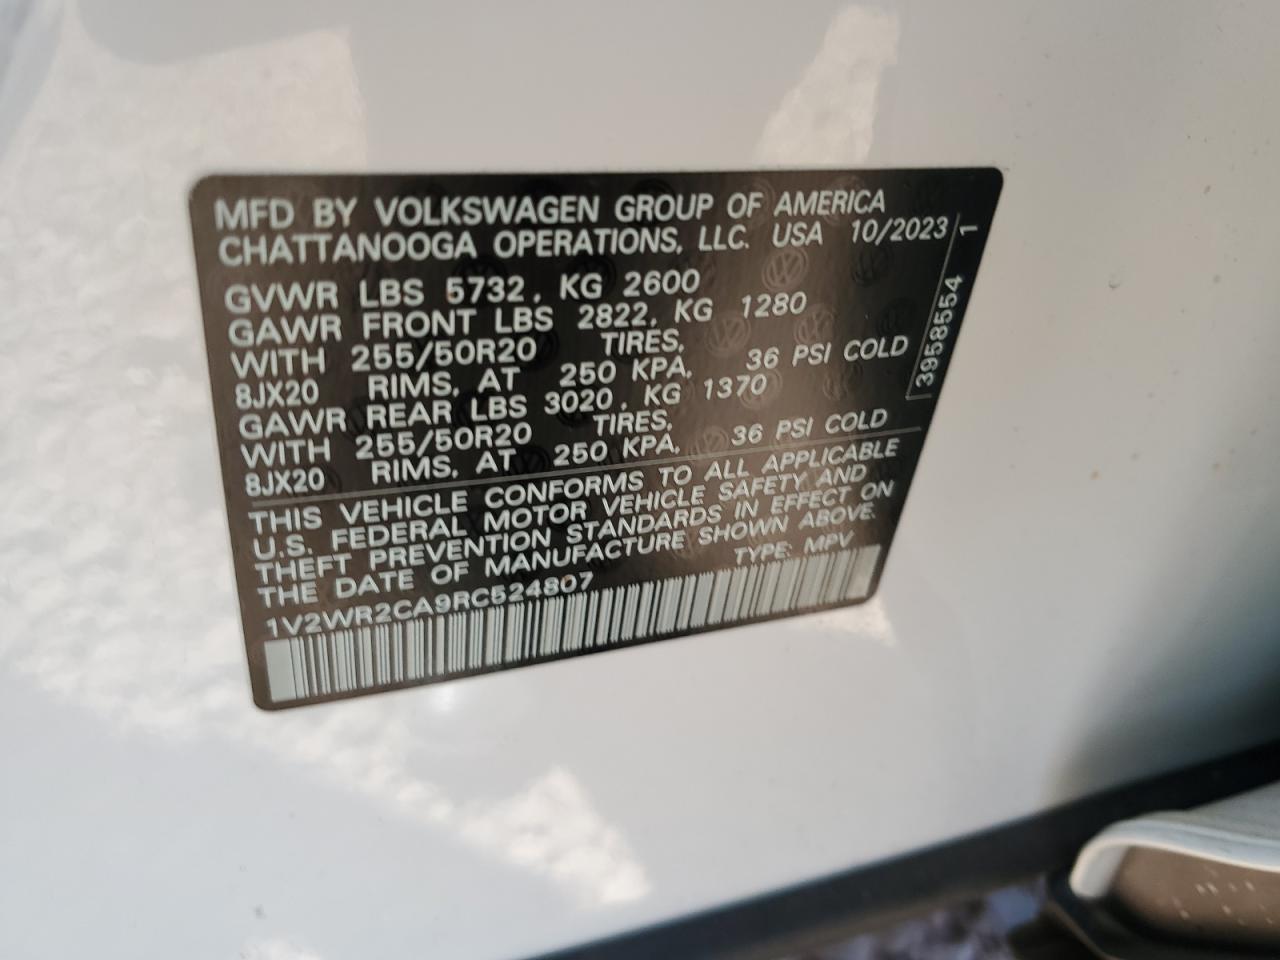 MFD BY VOLKSWAGEN GROUP OF AMERICA
CHATTANOOGA OPERATIONS, LLC. USA 10/2023
GVWR LBS 5732, KG 2600
GAWR FRONT LBS 2822, KG 1280
WITH 255/50R20 TIRES,
8JX20 RIMS, AT 250 KPA, 36 PSI COLD
GAWR REAR LBS 3020, KG 1370
WITH 255/50R20 TIRES,
8JX20 RIMS, AT 250 KPA, 36 PSI COLD
THIS VEHICLE CONFORMS TO ALL APPLICABLE
U.S. FEDERAL MOTOR VEHICLE SAFETY AND
THEFT PREVENTION STANDARDS IN EFFECT ON
THE DATE OF MANUFACTURE SHOWN ABOVE.
1V2WR2CA9RC524807 TYPE: MPV
3958554 1